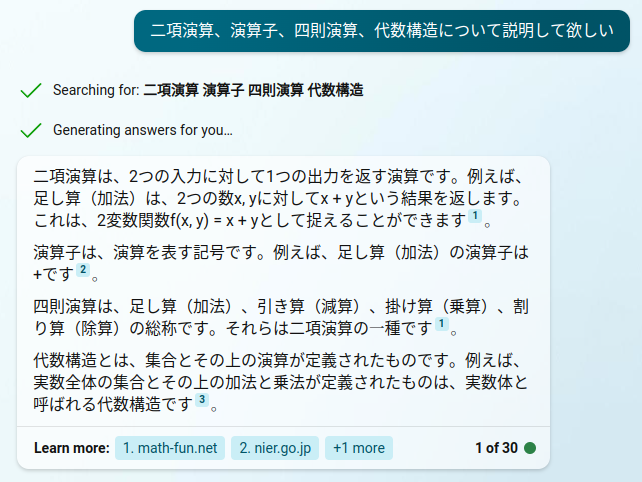 二項演算、演算子、四則演算、代数構造について説明して欲しい
Searching for: 二項演算 演算子 四則演算 代数構造
Generating answers for you…
二項演算は、2つの入力に対して1つの出力を返す演算です。例えば、
足し算（加法）は、2つの数x, yに対してx + yという結果を返します。
これは、2変数関数f(x, y) = x + yとして捉えることができます 1 。
演算子は、演算を表す記号です。例えば、足し算（加法）の演算子は
+です 2 。
四則演算は、足し算（加法）、引き算（減算）、掛け算（乗算）、割
り算（除算）の総称です。それらは二項演算の一種です 1 。
代数構造とは、集合とその上の演算が定義されたものです。例えば、
実数全体の集合とその上の加法と乗法が定義されたものは、実数体と
呼ばれる代数構造です 3 。
Learn more: 1. math-fun.net 2. nier.go.jp +1 more 1 of 30